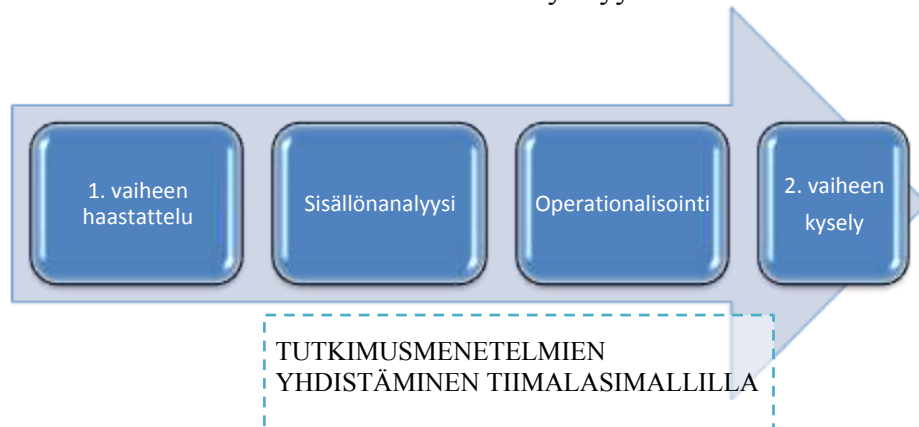 1. vaiheen
haastattelu
Sisällönanalyysi
Operationalisointi
2. vaiheen
kysely
TUTKIMUSMENETELMIEN
YHDISTÄMINEN TIIMALASIMALLILLA